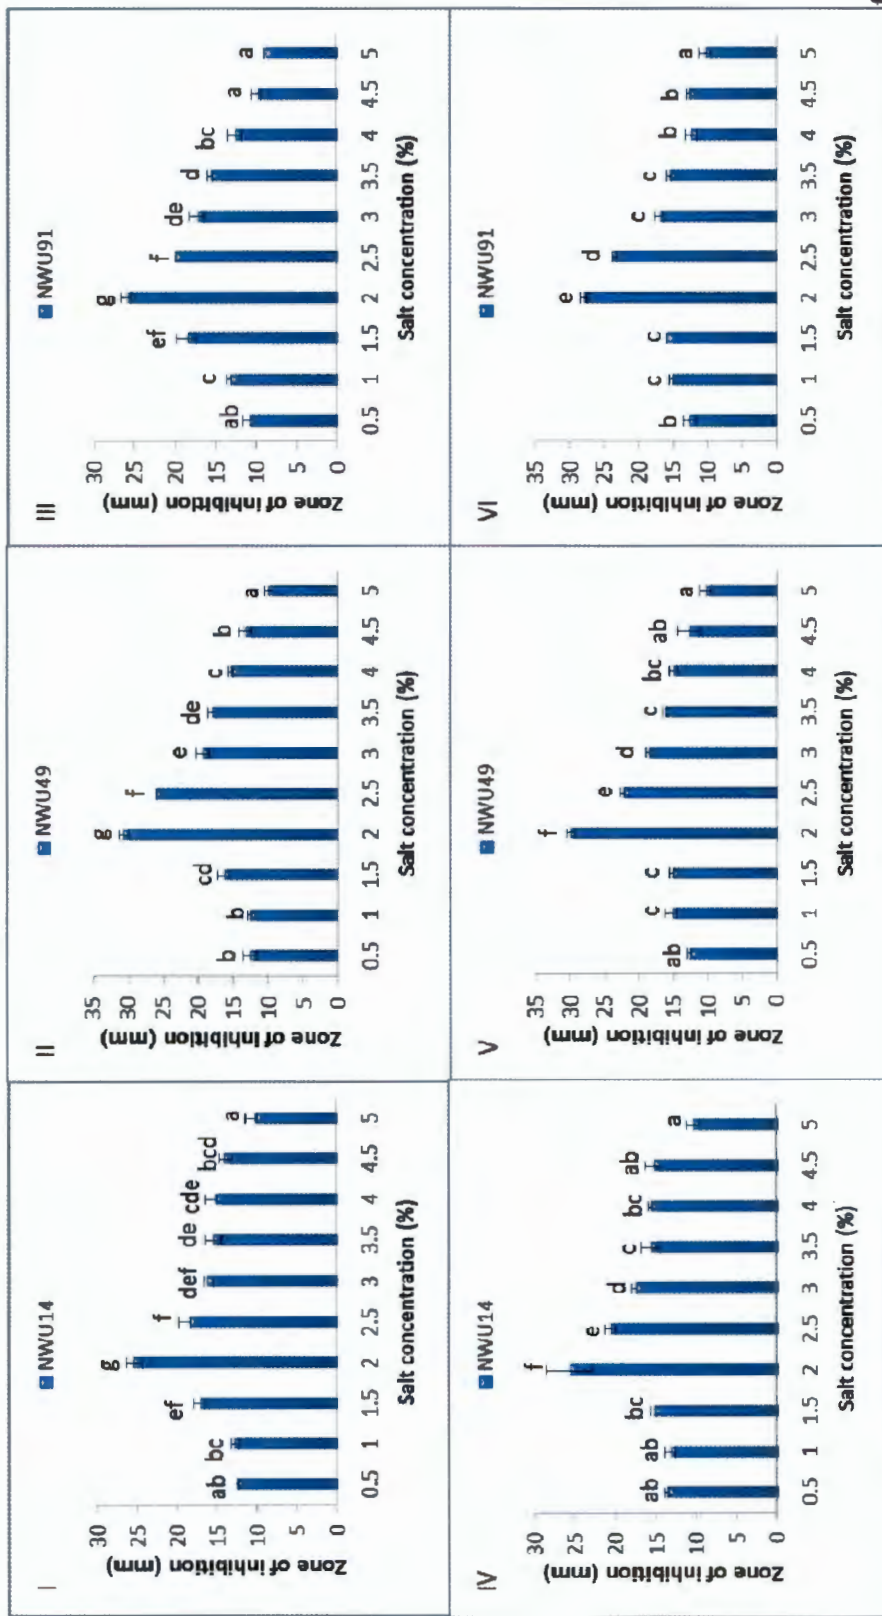 I
NWU14
Zone of inhibition (mm)
30
25
20
15
10
5
0
ab
bc
ef
g
f
def
de
cde
bcd
a
0.5 1 1.5 2 2.5 3 3.5 4 4.5 5
Salt concentration (%)
II
NWU49
Zone of inhibition (mm)
35
30
25
20
15
10
5
0
b
b
cd
g
f
e
de
c
b
a
0.5 1 1.5 2 2.5 3 3.5 4 4.5 5
Salt concentration (%)
III
NWU91
Zone of inhibition (mm)
30
25
20
15
10
5
0
ab
c
ef
g
f
de
d
bc
a
a
0.5 1 1.5 2 2.5 3 3.5 4 4.5 5
Salt concentration (%)
IV
NWU14
Zone of inhibition (mm)
30
25
20
15
10
5
0
ab
ab
bc
f
e
d
c
bc
ab
a
0.5 1 1.5 2 2.5 3 3.5 4 4.5 5
Salt concentration (%)
V
NWU49
Zone of inhibition (mm)
35
30
25
20
15
10
5
0
ab
c
c
f
e
d
c
bc
ab
a
0.5 1 1.5 2 2.5 3 3.5 4 4.5 5
Salt concentration (%)
VI
NWU91
Zone of inhibition (mm)
35
30
25
20
15
10
5
0
b
c
c
e
d
c
c
b
b
a
0.5 1 1.5 2 2.5 3 3.5 4 4.5 5
Salt concentration (%)